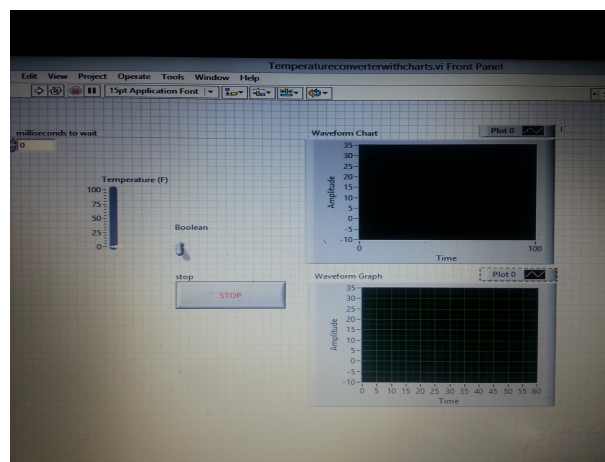 Temperatureconverterwithcharts.vi Front Panel
Edit View Project Operate Tools Window Help
15pt Application Font
milliseconds to wait
0
Temperature (F)
100
75
50
25
0
Boolean
stop
STOP
Waveform Chart
Plot 0
35
30
25
20
15
10
5
0
-5
-10
Amplitude
0
100
Time
Waveform Graph
Plot 0
35
30
25
20
15
10
5
0
-5
-10
Amplitude
0 5 10 15 20 25 30 35 40 45 50 55 60
Time